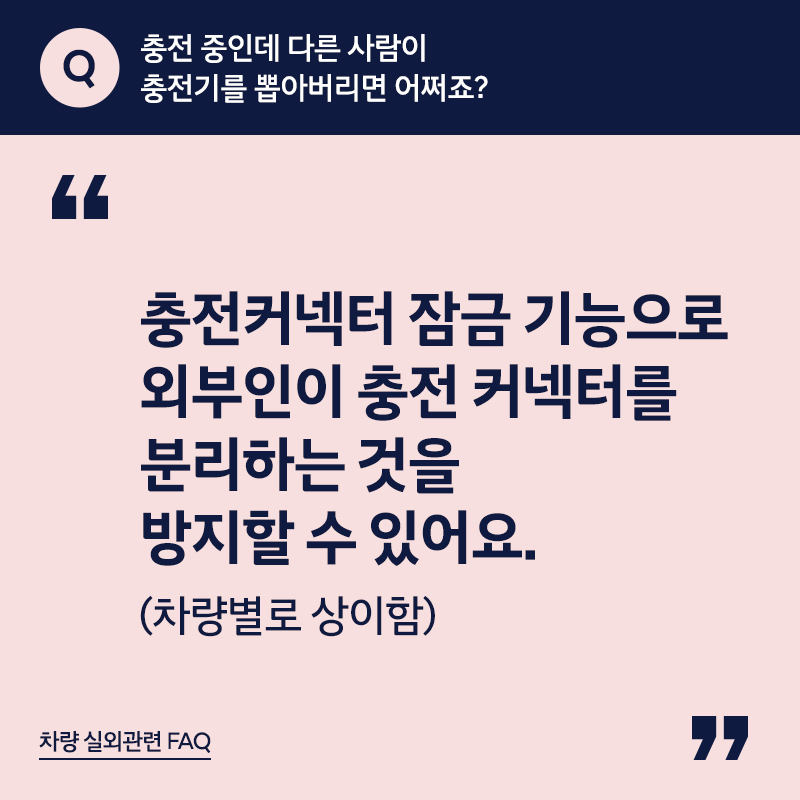 Q
충전 중인데 다른 사람이
충전기를 뽑아버리면 어쩌죠?
“
충전커넥터 잠금 기능으로
외부인이 충전 커넥터를
분리하는 것을
방지할 수 있어요.
(차량별로 상이함)
”
차량 실외관련 FAQ